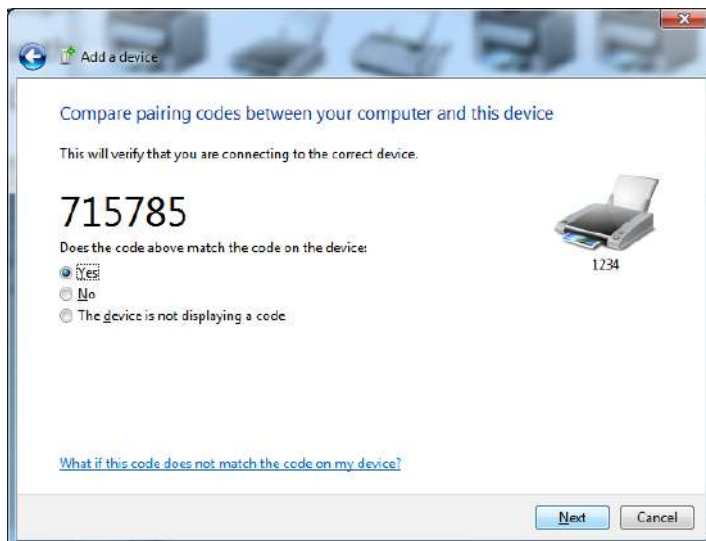 Add a device
Compare pairing codes between your computer and this device
This will verify that you are connecting to the correct device.
715785
Does the code above match the code on the device:
Yes
No
The device is not displaying a code
1234
What if this code does not match the code on my device?
Next
Cancel